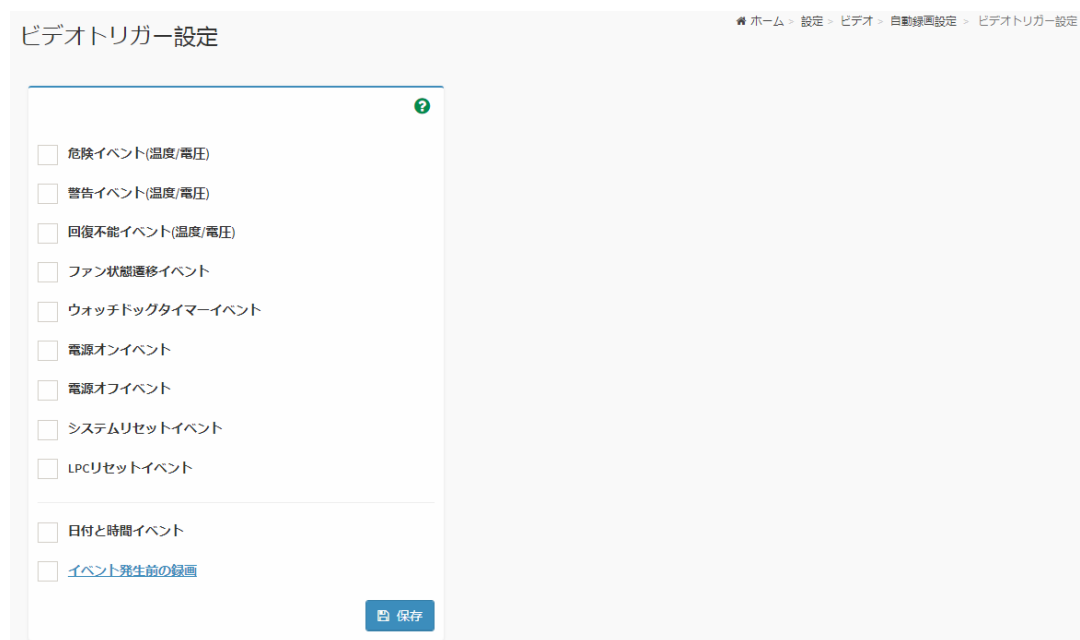 ホーム > 設定 > ビデオ > 自動録画設定 > ビデオトリガー設定
ビデオトリガー設定
危険イベント(温度/電圧)
警告イベント(温度/電圧)
回復不能イベント(温度/電圧)
ファン状態遷移イベント
ウォッチドッグタイマーイベント
電源オンイベント
電源オフイベント
システムリセットイベント
LPCリセットイベント
日付と時間イベント
イベント発生前の録画
保存